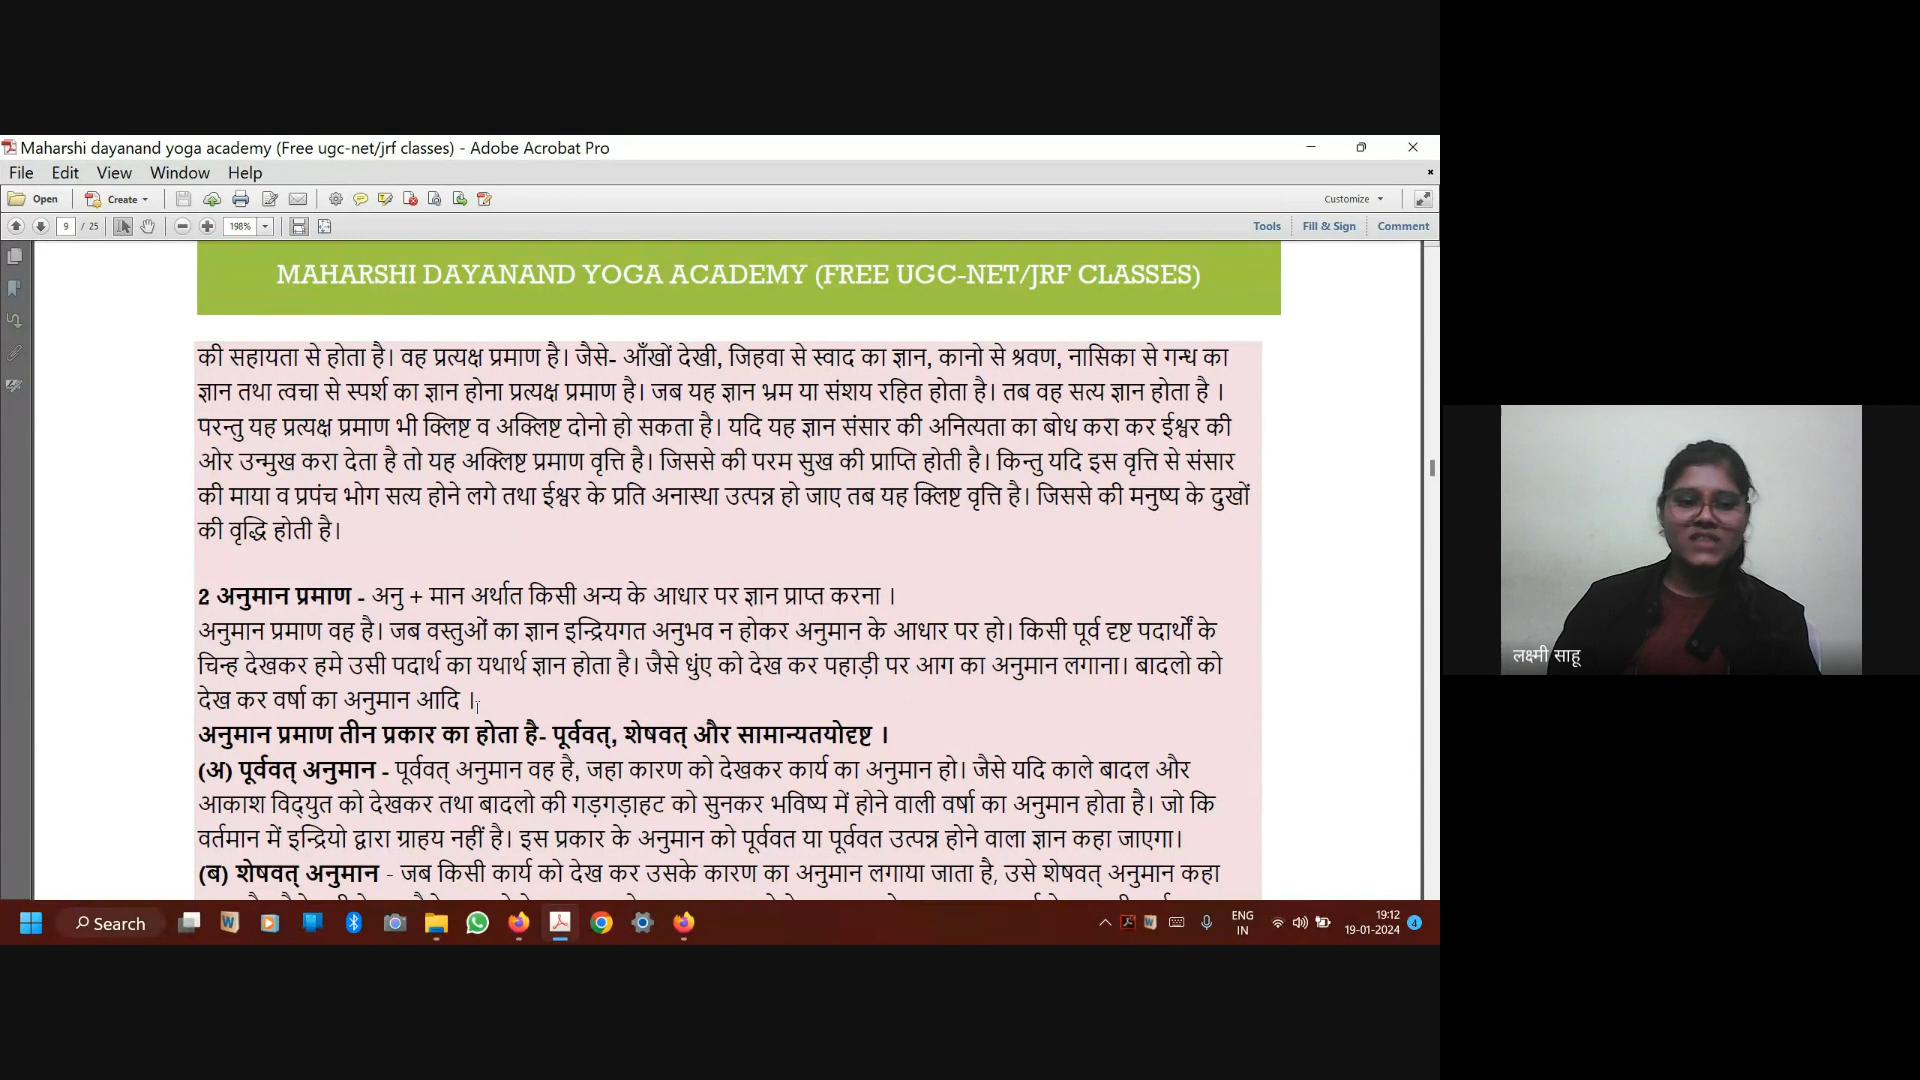 Maharshi dayanand yoga academy (Free ugc-net/jrf classes) - Adobe Acrobat Pro
File Edit View Window Help
Open Create Customize
9 / 25 198% Tools Fill & Sign Comment
MAHARSHI DAYANAND YOGA ACADEMY (FREE UGC-NET/JRF CLASSES)
की सहायता से होता है। वह प्रत्यक्ष प्रमाण है। जैसे- आँखों देखी, जिहवा से स्वाद का ज्ञान, कानो से श्रवण, नासिका से गन्ध का
ज्ञान तथा त्वचा से स्पर्श का ज्ञान होना प्रत्यक्ष प्रमाण है। जब यह ज्ञान भ्रम या संशय रहित होता है। तब वह सत्य ज्ञान होता है ।
परन्तु यह प्रत्यक्ष प्रमाण भी क्लिष्ट व अक्लिष्ट दोनो हो सकता है। यदि यह ज्ञान संसार की अनित्यता का बोध करा कर ईश्वर की
ओर उन्मुख करा देता है तो यह अक्लिष्ट प्रमाण वृत्ति है। जिससे की परम सुख की प्राप्ति होती है। किन्तु यदि इस वृत्ति से संसार
की माया व प्रपंच भोग सत्य होने लगे तथा ईश्वर के प्रति अनास्था उत्पन्न हो जाए तब यह क्लिष्ट वृत्ति है। जिससे की मनुष्य के दुखों
की वृद्धि होती है।
2 अनुमान प्रमाण - अनु + मान अर्थात किसी अन्य के आधार पर ज्ञान प्राप्त करना ।
अनुमान प्रमाण वह है। जब वस्तुओं का ज्ञान इन्द्रियगत अनुभव न होकर अनुमान के आधार पर हो। किसी पूर्व दृष्ट पदार्थों के
चिन्ह देखकर हमे उसी पदार्थ का यथार्थ ज्ञान होता है। जैसे धुंए को देख कर पहाड़ी पर आग का अनुमान लगाना। बादलो को
देख कर वर्षा का अनुमान आदि ।
अनुमान प्रमाण तीन प्रकार का होता है- पूर्ववत्, शेषवत् और सामान्यतयोदृष्ट ।
(अ) पूर्ववत् अनुमान - पूर्ववत् अनुमान वह है, जहा कारण को देखकर कार्य का अनुमान हो। जैसे यदि काले बादल और
आकाश विद्युत को देखकर तथा बादलो की गड़गड़ाहट को सुनकर भविष्य में होने वाली वर्षा का अनुमान होता है। जो कि
वर्तमान में इन्द्रियो द्वारा ग्राहय नहीं है। इस प्रकार के अनुमान को पूर्ववत या पूर्ववत उत्पन्न होने वाला ज्ञान कहा जाएगा।
(ब) शेषवत् अनुमान - जब किसी कार्य को देख कर उसके कारण का अनुमान लगाया जाता है, उसे शेषवत् अनुमान कहा
लक्ष्मी साहू
Search ENG 19:12
IN 19-01-2024 4